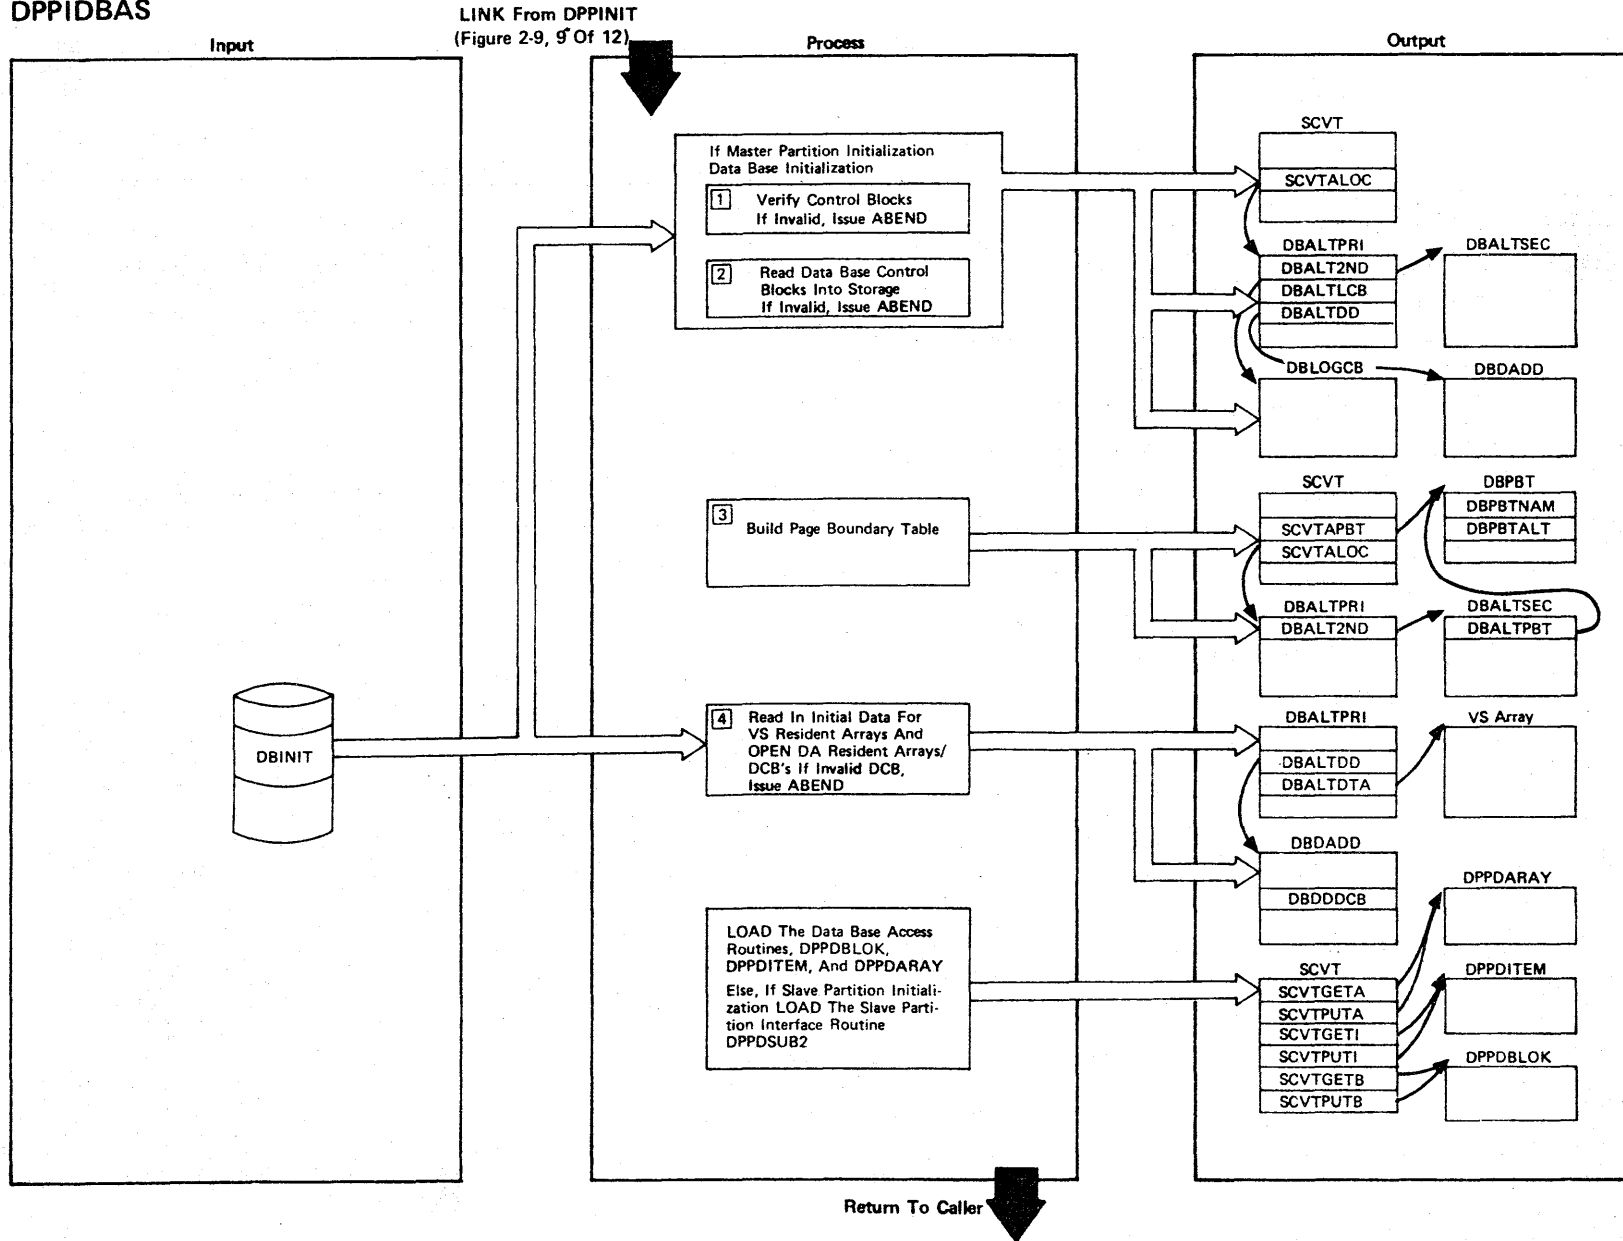 DPPIDBAS
LINK From DPPINIT
(Figure 2-9, 9 Of 12)
Input
Process
Output
If Master Partition Initialization
Data Base Initialization
1 Verify Control Blocks
If Invalid, Issue ABEND
2 Read Data Base Control
Blocks Into Storage
If Invalid, Issue ABEND
3 Build Page Boundary Table
DBINIT
4 Read In Initial Data For
VS Resident Arrays And
OPEN DA Resident Arrays/
DCB's If Invalid DCB,
Issue ABEND
LOAD The Data Base Access
Routines, DPPDBLOK,
DPPDITEM, And DPPDARAY
Else, If Slave Partition Initiali-
zation LOAD The Slave Parti-
tion Interface Routine
DPPDSUB2
SCVT
SCVTALOC
DBALTPRI
DBALT2ND
DBALTLCB
DBALTDD
DBALTSEC
DBLOGCB
DBDADD
SCVT
SCVTAPBT
SCVTALOC
DBPBT
DBPBTNAM
DBPBTALT
DBALTPRI
DBALT2ND
DBALTSEC
DBALTPBT
DBALTPRI
DBALTDD
DBALTDTA
VS Array
DBDADD
DBDDDCB
DPPDARAY
SCVT
SCVTGETA
SCVTPUTA
SCVTGETI
SCVTPUTI
SCVTGETB
SCVTPUTB
DPPDITEM
DPPDBLOK
Return To Caller